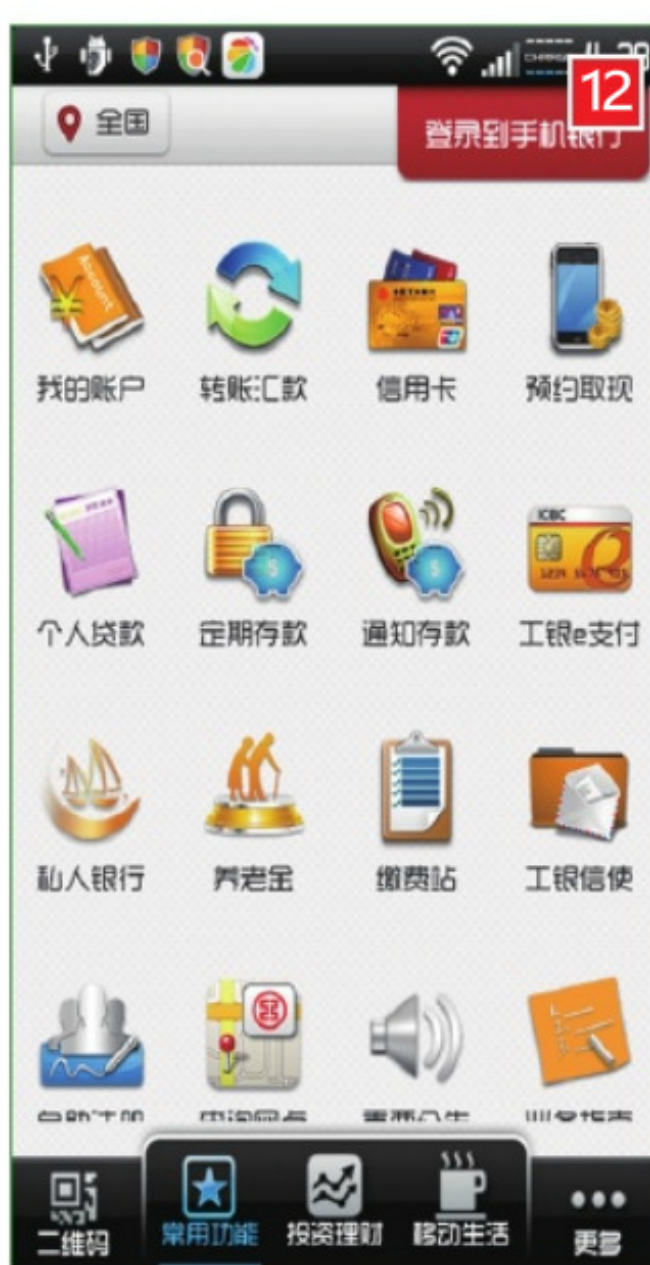 12
全国
登录到手机银行
Account
我的账户 转账汇款 信用卡 预约取现
ICBC
个人贷款 定期存款 通知存款 工银e支付
私人银行 养老金 缴费站 工银信使
二维码 常用功能 投资理财 移动生活 更多